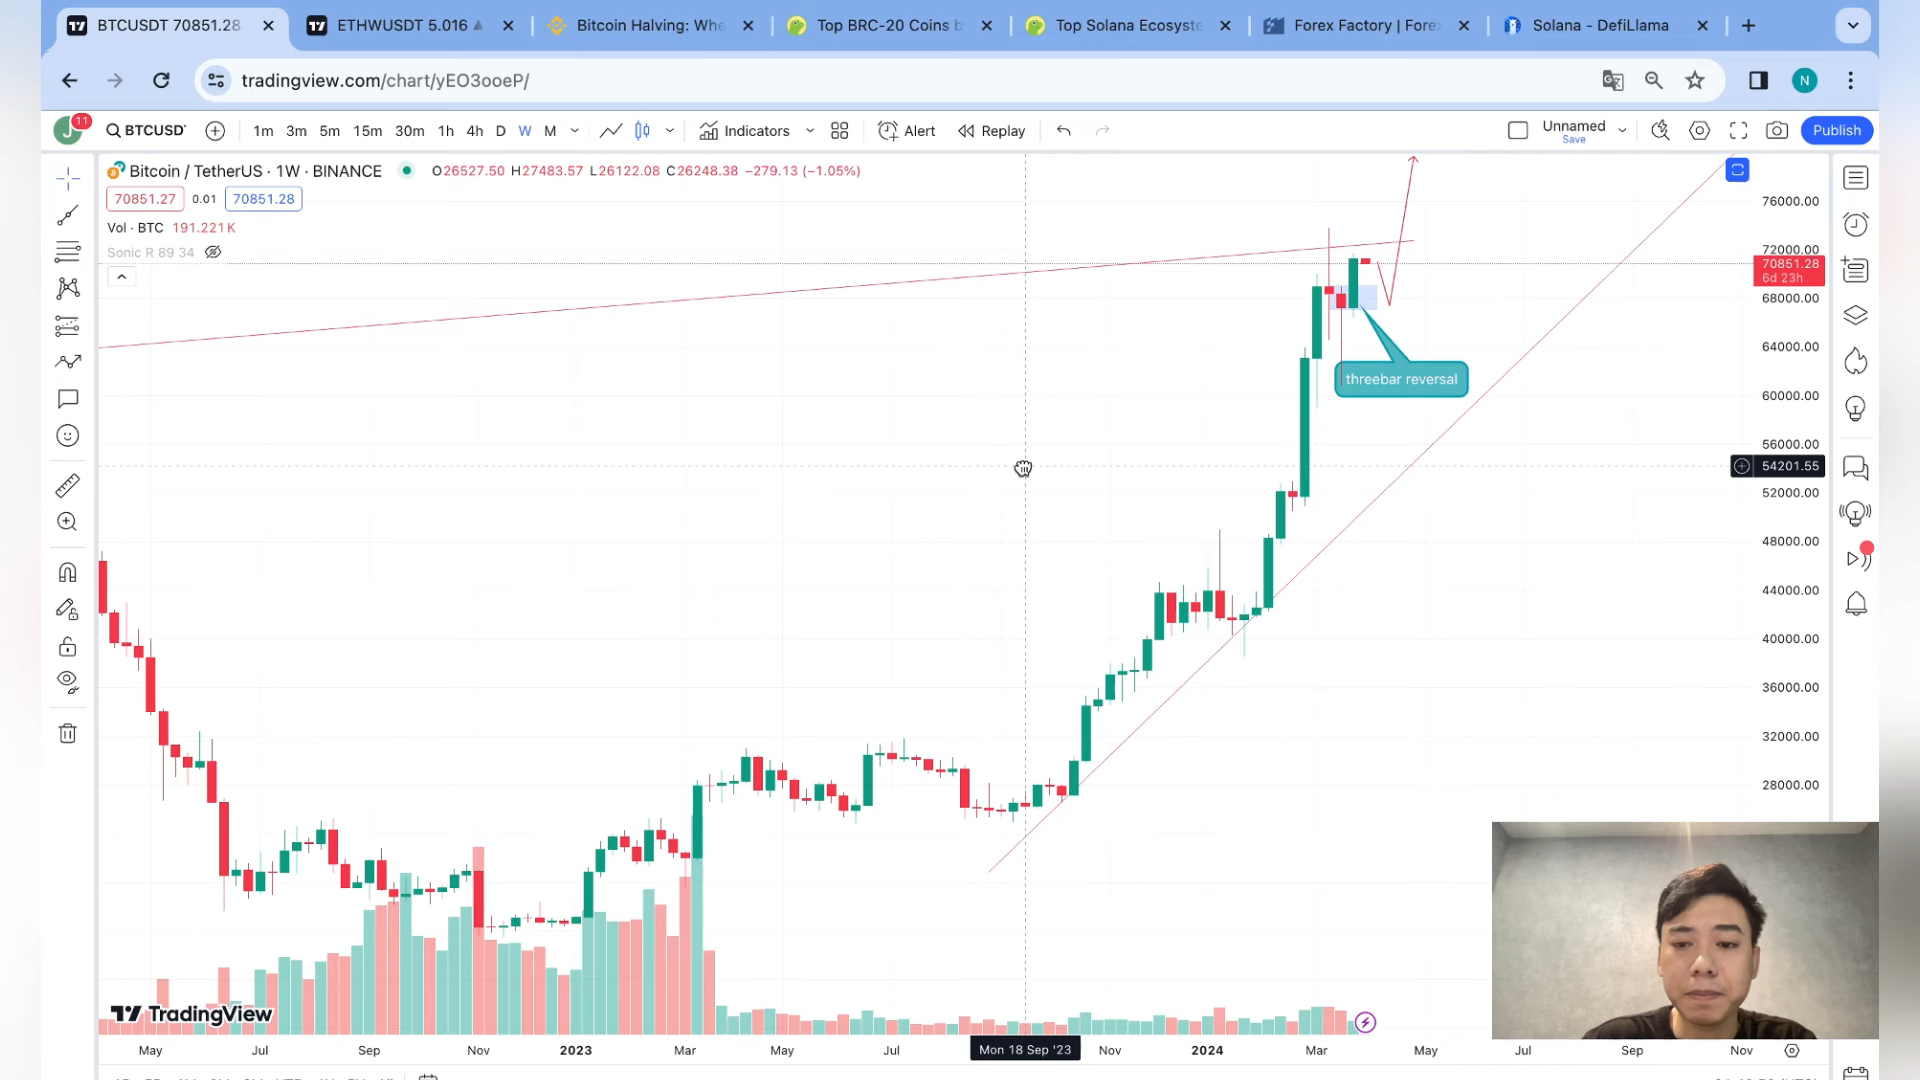 BTCUSDT 70851.28
ETHWUSDT 5.016
Bitcoin Halving: Whe
Top BRC-20 Coins b
Top Solana Ecosyste
Forex Factory | Fore
Solana - DefiLlama
tradingview.com/chart/yEO3ooeP/
N
J
11
BTCUSD
1m 3m 5m 15m 30m 1h 4h D W M
Indicators
Alert
Replay
Unnamed
Save
Publish
Bitcoin / TetherUS · 1W · BINANCE
O26527.50 H27483.57 L26122.08 C26248.38 −279.13 (−1.05%)
70851.27
0.01
70851.28
Vol · BTC 191.221K
Sonic R 89 34
76000.00
72000.00
70851.28
6d 23h
68000.00
64000.00
60000.00
56000.00
54201.55
52000.00
48000.00
44000.00
40000.00
36000.00
32000.00
28000.00
threebar reversal
TradingView
May Jul Sep Nov 2023 Mar May Jul Mon 18 Sep '23 Nov 2024 Mar May Jul Sep Nov